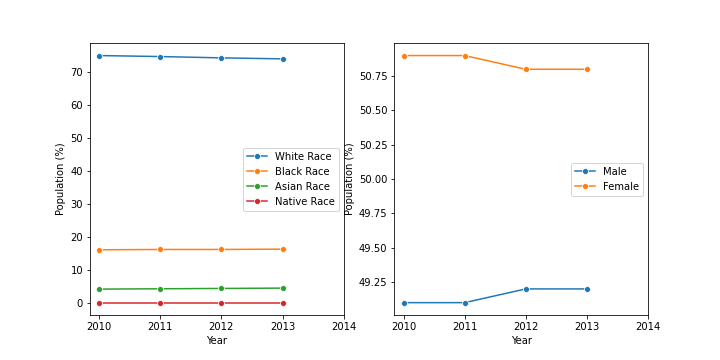 70
60
50
40
30
20
10
0
Population (%)
2010 2011 2012 2013 2014
Year
White Race
Black Race
Asian Race
Native Race
50.75
50.50
50.25
50.00
49.75
49.50
49.25
Population (%)
2010 2011 2012 2013 2014
Year
Male
Female